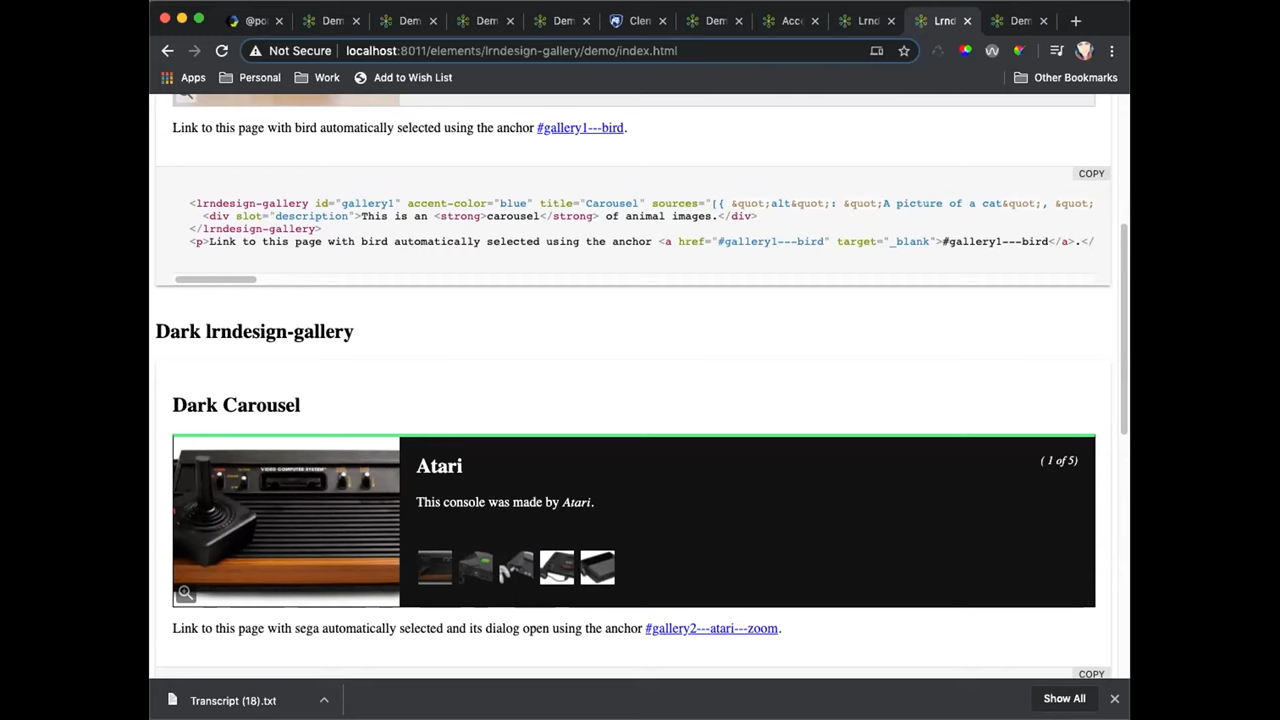 @po
Dem
Dem
Dem
Dem
Clen
Dem
Acc
Lrnd
Lrnd
Dem
Not Secure
localhost:8011/elements/lrndesign-gallery/demo/index.html
Apps
Personal
Work
Add to Wish List
Other Bookmarks
Link to this page with bird automatically selected using the anchor #gallery1---bird.
COPY
<lrndesign-gallery id="gallery1" accent-color="blue" title="Carousel" sources="[{ &quot;alt&quot;: &quot;A picture of a cat&quot;, &quot;
<div slot="description">This is an <strong>carousel</strong> of animal images.</div>
</lrndesign-gallery>
<p>Link to this page with bird automatically selected using the anchor <a href="#gallery1---bird" target="_blank">#gallery1---bird</a>.</
Dark lrndesign-gallery
Dark Carousel
VIDEO COMPUTER SYSTEM
Atari
( 1 of 5)
This console was made by Atari.
Link to this page with sega automatically selected and its dialog open using the anchor #gallery2---atari---zoom.
COPY
Transcript (18).txt
Show All